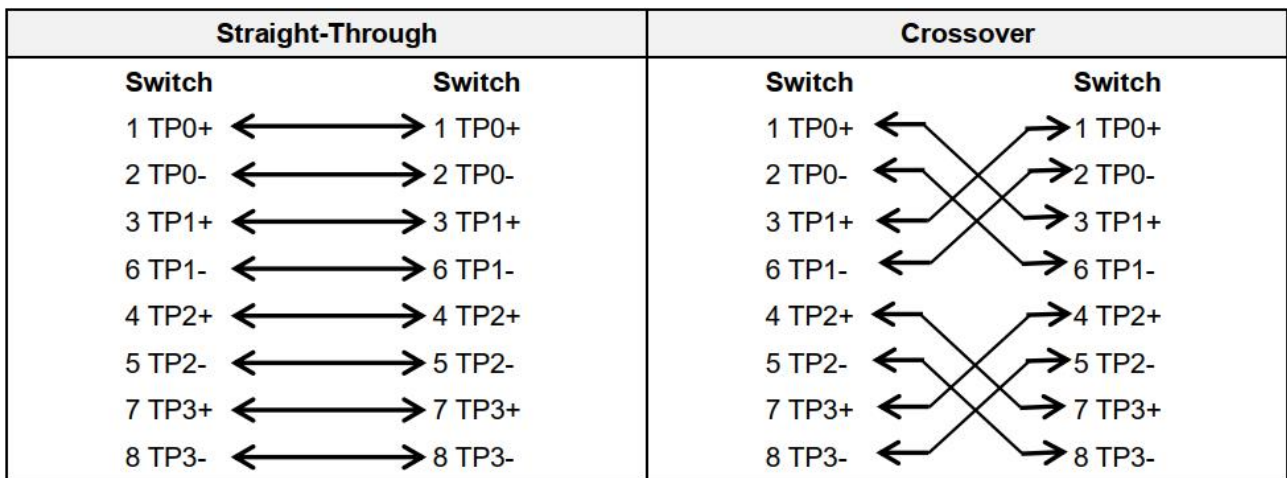 Straight-Through Crossover
Switch Switch Switch Switch
1 TP0+ 1 TP0+ 1 TP0+ 1 TP0+
2 TP0- 2 TP0- 2 TP0- 2 TP0-
3 TP1+ 3 TP1+ 3 TP1+ 3 TP1+
6 TP1- 6 TP1- 6 TP1- 6 TP1-
4 TP2+ 4 TP2+ 4 TP2+ 4 TP2+
5 TP2- 5 TP2- 5 TP2- 5 TP2-
7 TP3+ 7 TP3+ 7 TP3+ 7 TP3+
8 TP3- 8 TP3- 8 TP3- 8 TP3-